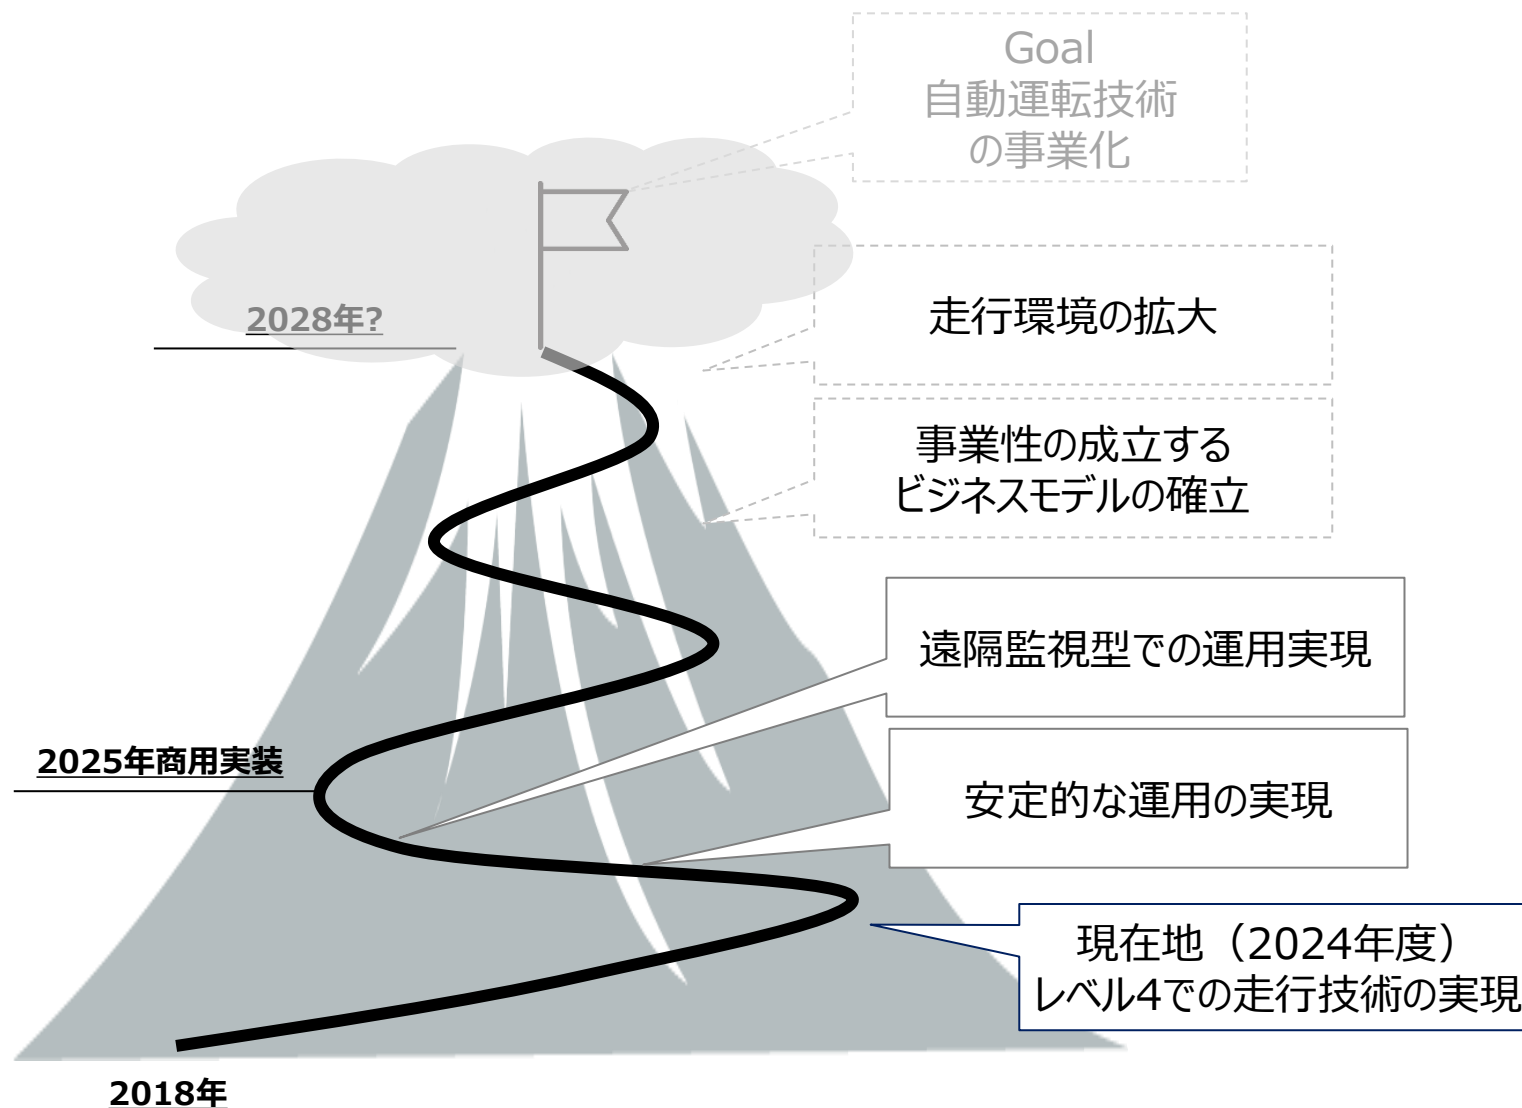 Goal
自動運転技術
の事業化
走行環境の拡大
2028年?
事業性の成立する
ビジネスモデルの確立
遠隔監視型での運用実現
2025年商用実装
安定的な運用の実現
現在地（2024年度）
レベル4での走行技術の実現
2018年